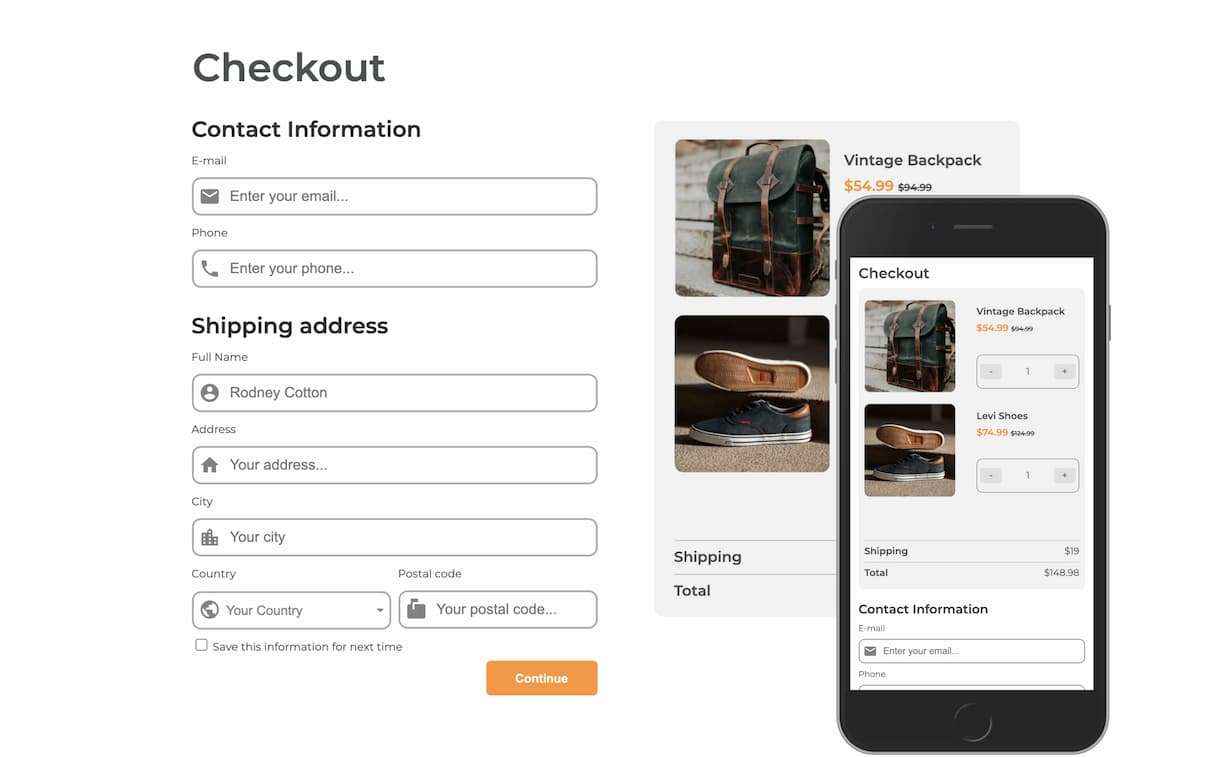 Checkout
Contact Information
E-mail
Enter your email...
Phone
Enter your phone...
Shipping address
Full Name
Rodney Cotton
Address
Your address...
City
Your city
Country Postal code
Your Country Your postal code...
Save this information for next time
Continue
Vintage Backpack
$54.99 $94.99
Shipping
Total
Checkout
Vintage Backpack
$54.99 $94.99
- 1 +
Levi Shoes
$74.99 $124.99
- 1 +
Shipping $19
Total $148.98
Contact Information
E-mail
Enter your email...
Phone